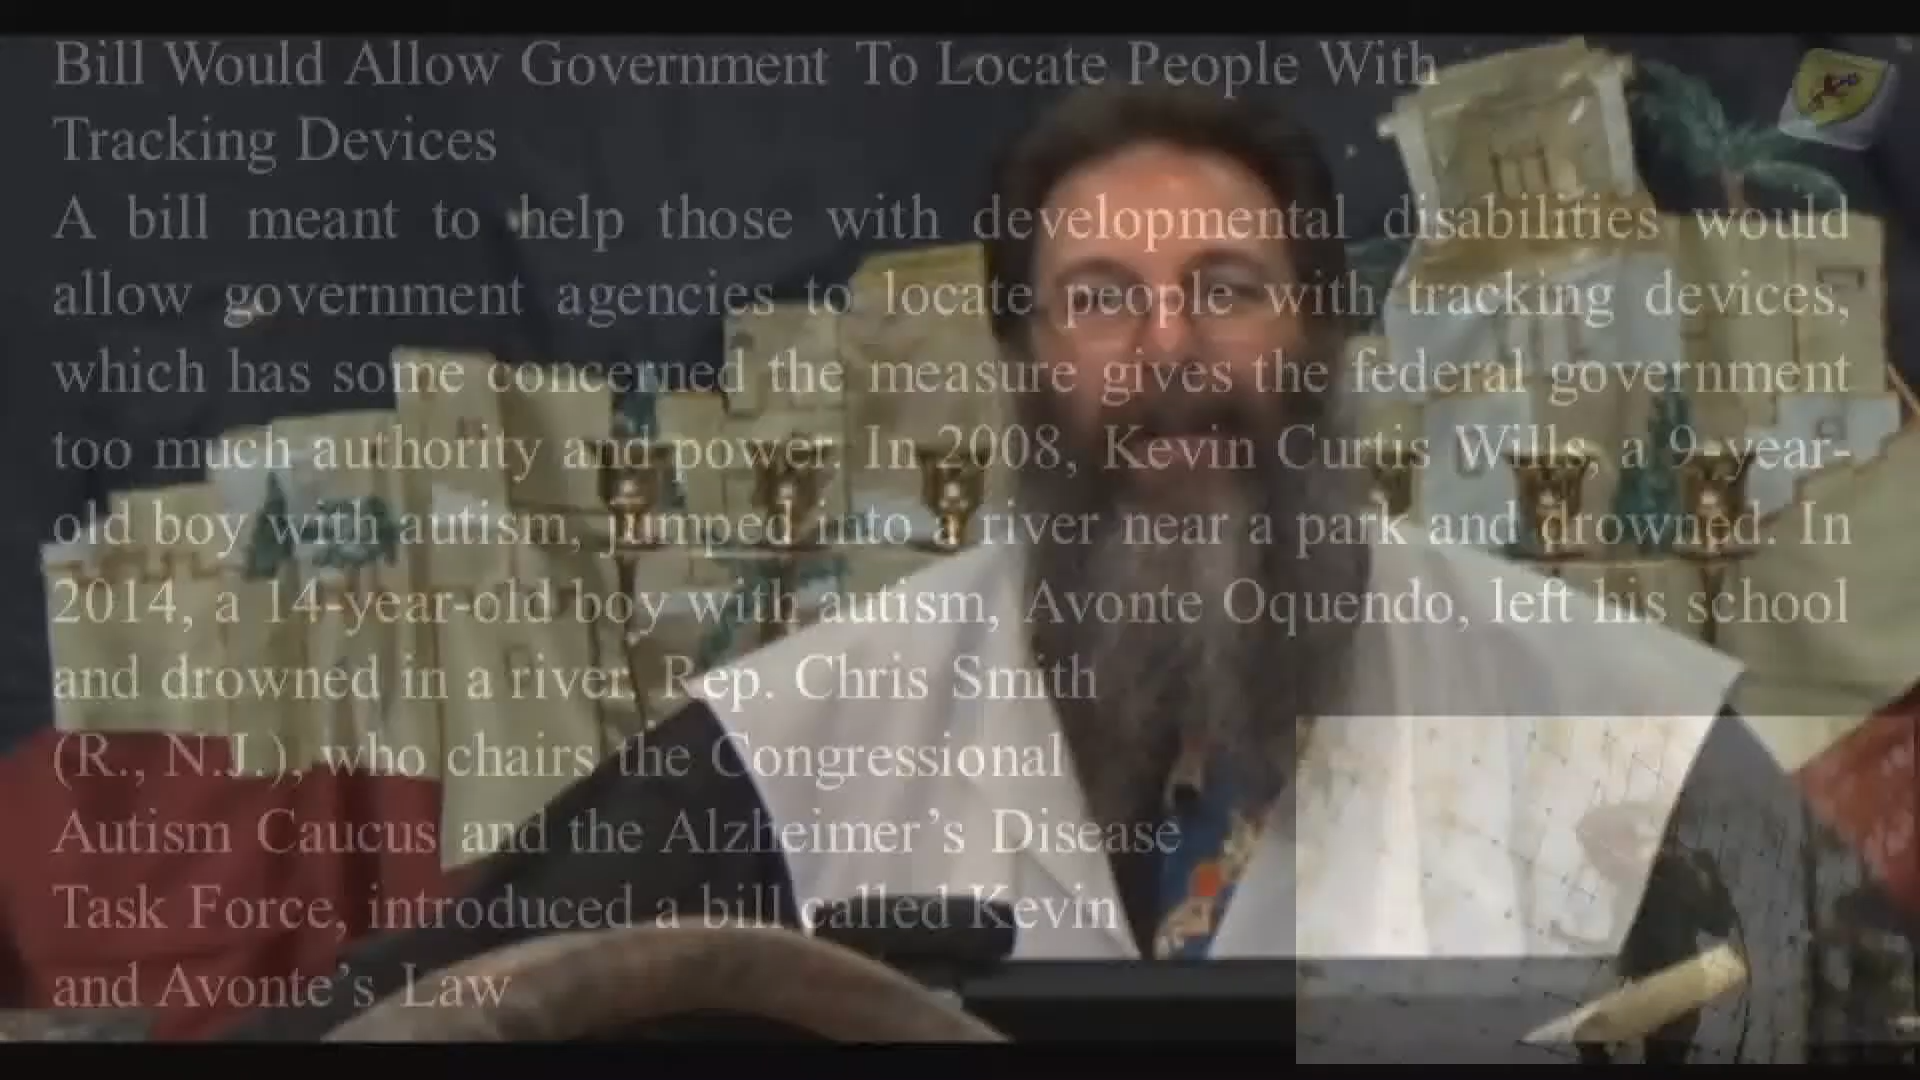 Bill Would Allow Government To Locate People With
Tracking Devices
A bill meant to help those with developmental disabilities would
allow government agencies to locate people with tracking devices,
which has some concerned the measure gives the federal government
too much authority and power. In 2008, Kevin Curtis Wills, a 9-year-
old boy with autism, jumped into a river near a park and drowned. In
2014, a 14-year-old boy with autism, Avonte Oquendo, left his school
and drowned in a river. Rep. Chris Smith
(R., N.J.), who chairs the Congressional
Autism Caucus and the Alzheimer’s Disease
Task Force, introduced a bill called Kevin
and Avonte’s Law